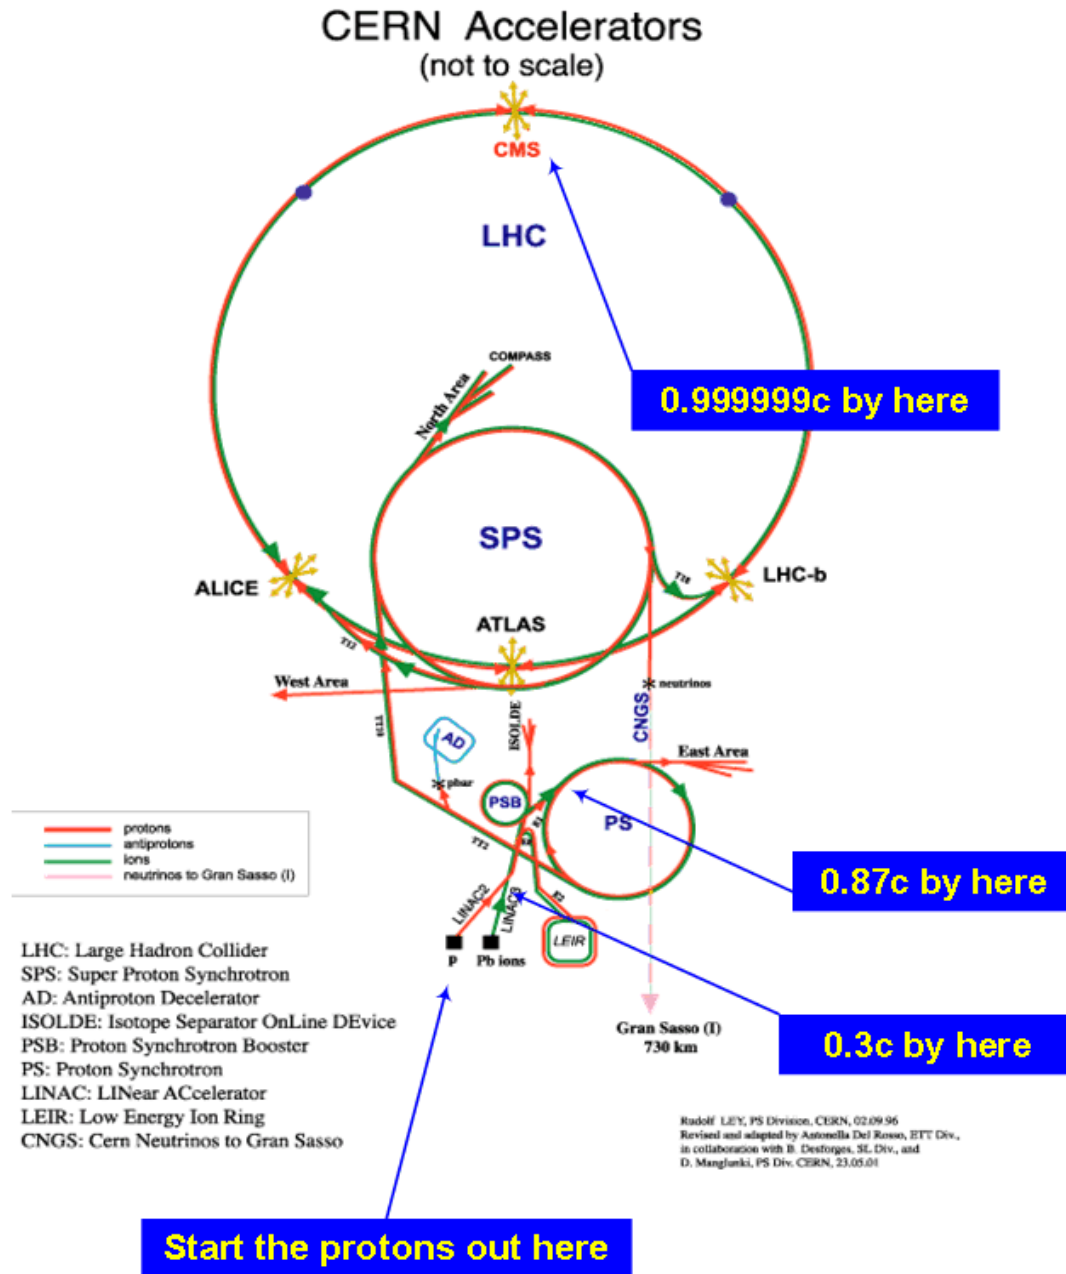 CERN Accelerators
(not to scale)
CMS
LHC
COMPASS
North Area
0.999999c by here
SPS
ALICE
LHC-b
TI8
ATLAS
TI2
West Area
neutrinos
CNGS
ISOLDE
TT10
AD
East Area
pbar
PSB
PS
protons
antiprotons
ions
neutrinos to Gran Sasso (I)
TT2
E2
0.87c by here
LINAC2
LINAC3
LEIR
P
Pb ions
LHC: Large Hadron Collider
SPS: Super Proton Synchrotron
AD: Antiproton Decelerator
ISOLDE: Isotope Separator OnLine DEvice
PSB: Proton Synchrotron Booster
PS: Proton Synchrotron
LINAC: LINear ACcelerator
LEIR: Low Energy Ion Ring
CNGS: Cern Neutrinos to Gran Sasso
Gran Sasso (I)
730 km
0.3c by here
Rudolf LEY, PS Division, CERN, 02.09.96
Revised and adapted by Antonella Del Rosso, ETT Div.,
in collaboration with B. Desforges, SL Div., and
D. Manglunki, PS Div. CERN, 23.05.01
Start the protons out here